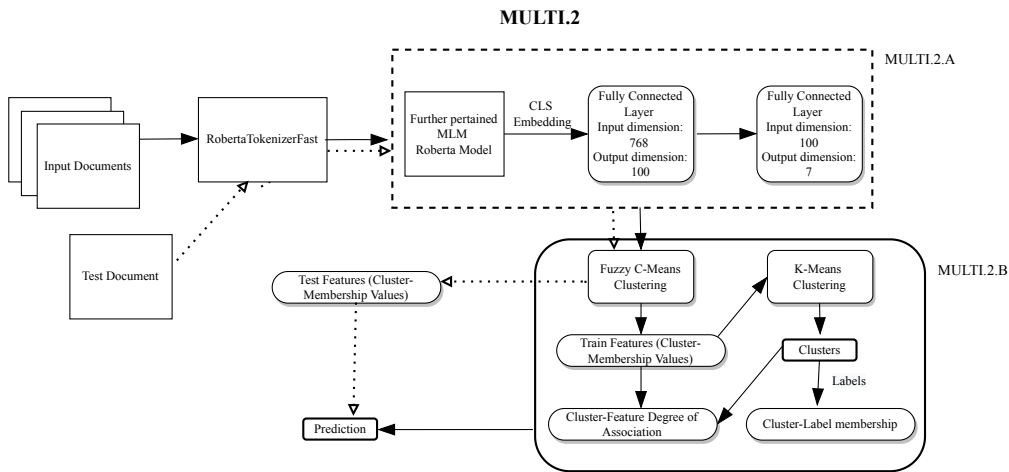 MULTI.2
MULTI.2.A
Input Documents
RobertaTokenizerFast
Further pertained
MLM
Roberta Model
CLS
Embedding
Fully Connected
Layer
Input dimension:
768
Output dimension:
100
Fully Connected
Layer
Input dimension:
100
Output dimension:
7
Test Document
MULTI.2.B
Test Features (Cluster-
Membership Values)
Fuzzy C-Means
Clustering
K-Means
Clustering
Train Features (Cluster-
Membership Values)
Clusters
Labels
Cluster-Feature Degree of
Association
Cluster-Label membership
Prediction